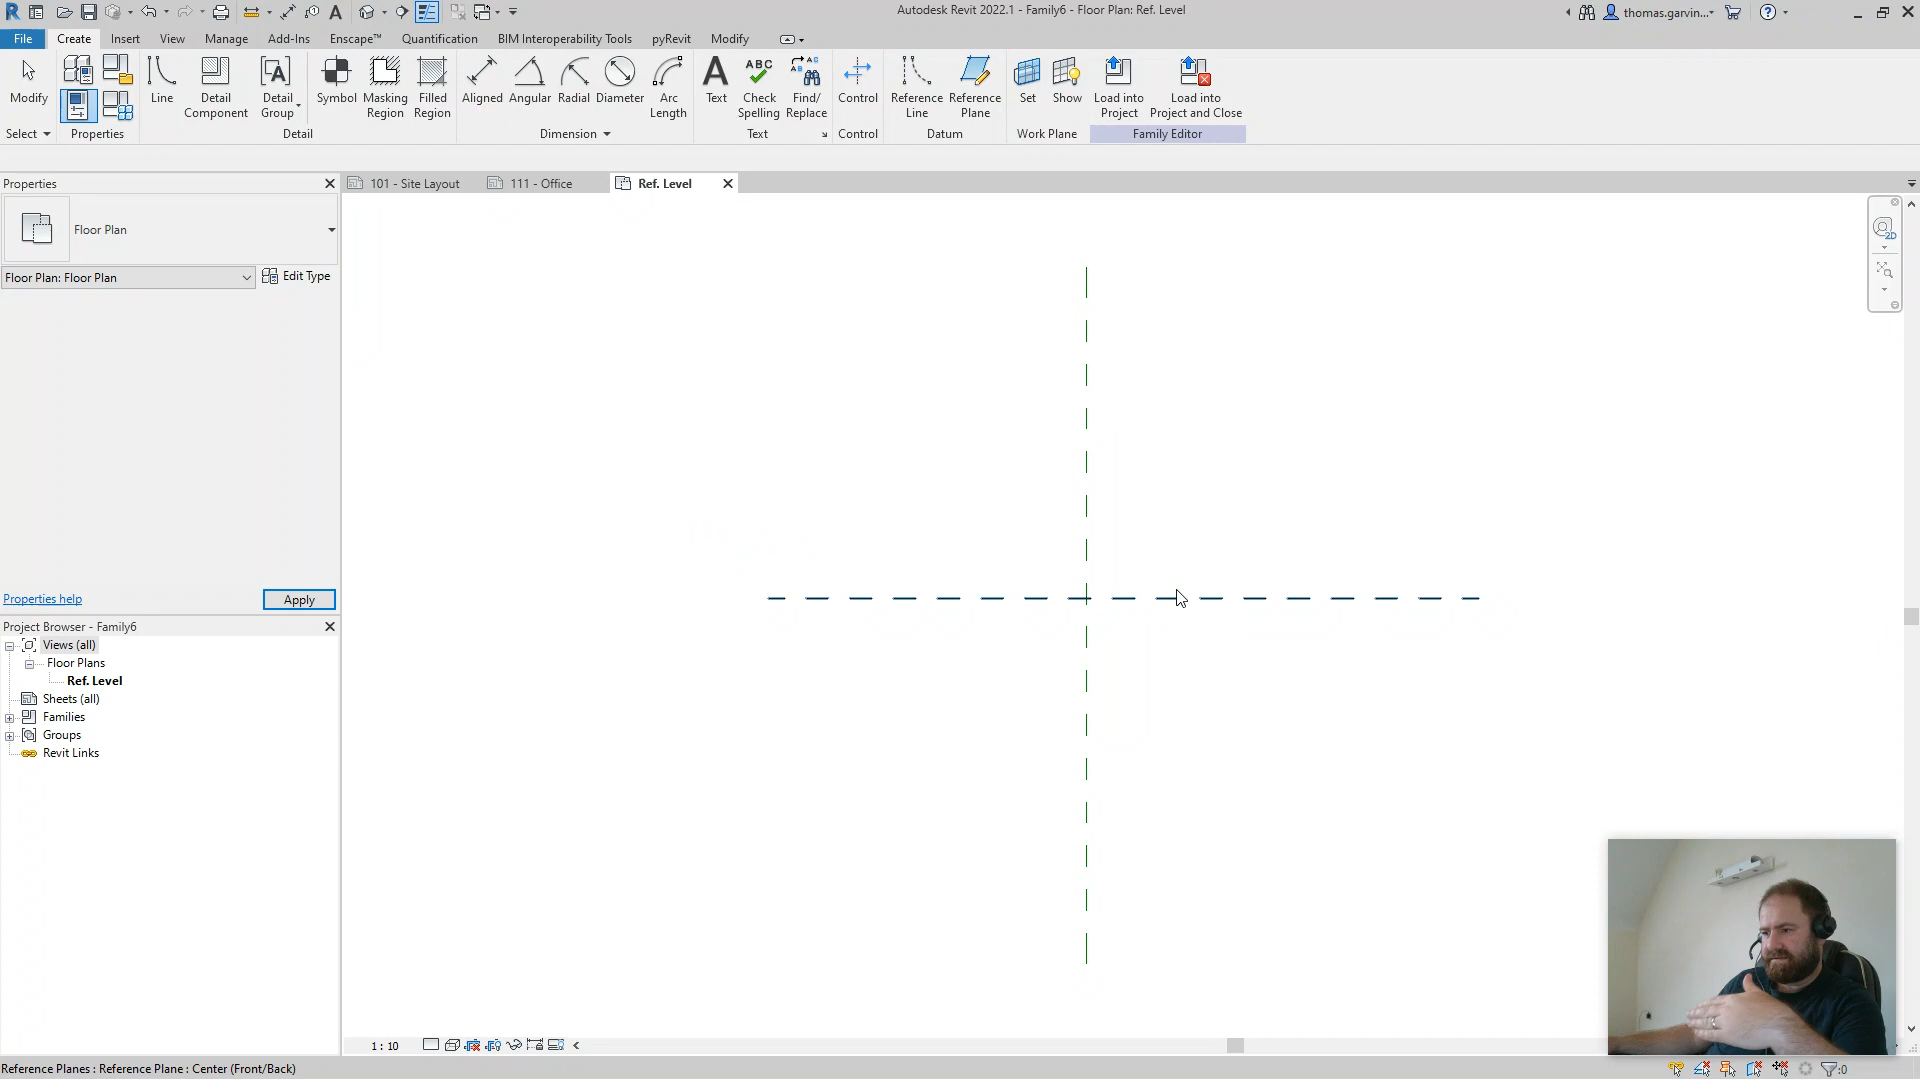 Autodesk Revit 2022.1 - Family6 - Floor Plan: Ref. Level
thomas.garvin...
File Create Insert View Manage Add-Ins Enscape™ Quantification BIM Interoperability Tools pyRevit Modify
Modify
Line
Detail Component
Detail Group
Symbol
Masking Region
Filled Region
Aligned
Angular
Radial
Diameter
Arc Length
Text
ABC
Check Spelling
Find/ Replace
Control
Reference Line
Reference Plane
Set
Show
Load into Project
Load into Project and Close
Select Properties Detail Dimension Text Control Datum Work Plane Family Editor
Properties
101 - Site Layout
111 - Office
Ref. Level
Floor Plan
Floor Plan: Floor Plan
Edit Type
2D
Properties help
Apply
Project Browser - Family6
Views (all)
Floor Plans
Ref. Level
Sheets (all)
Families
Groups
Revit Links
1 : 10
Reference Planes : Reference Plane : Center (Front/Back)
:0